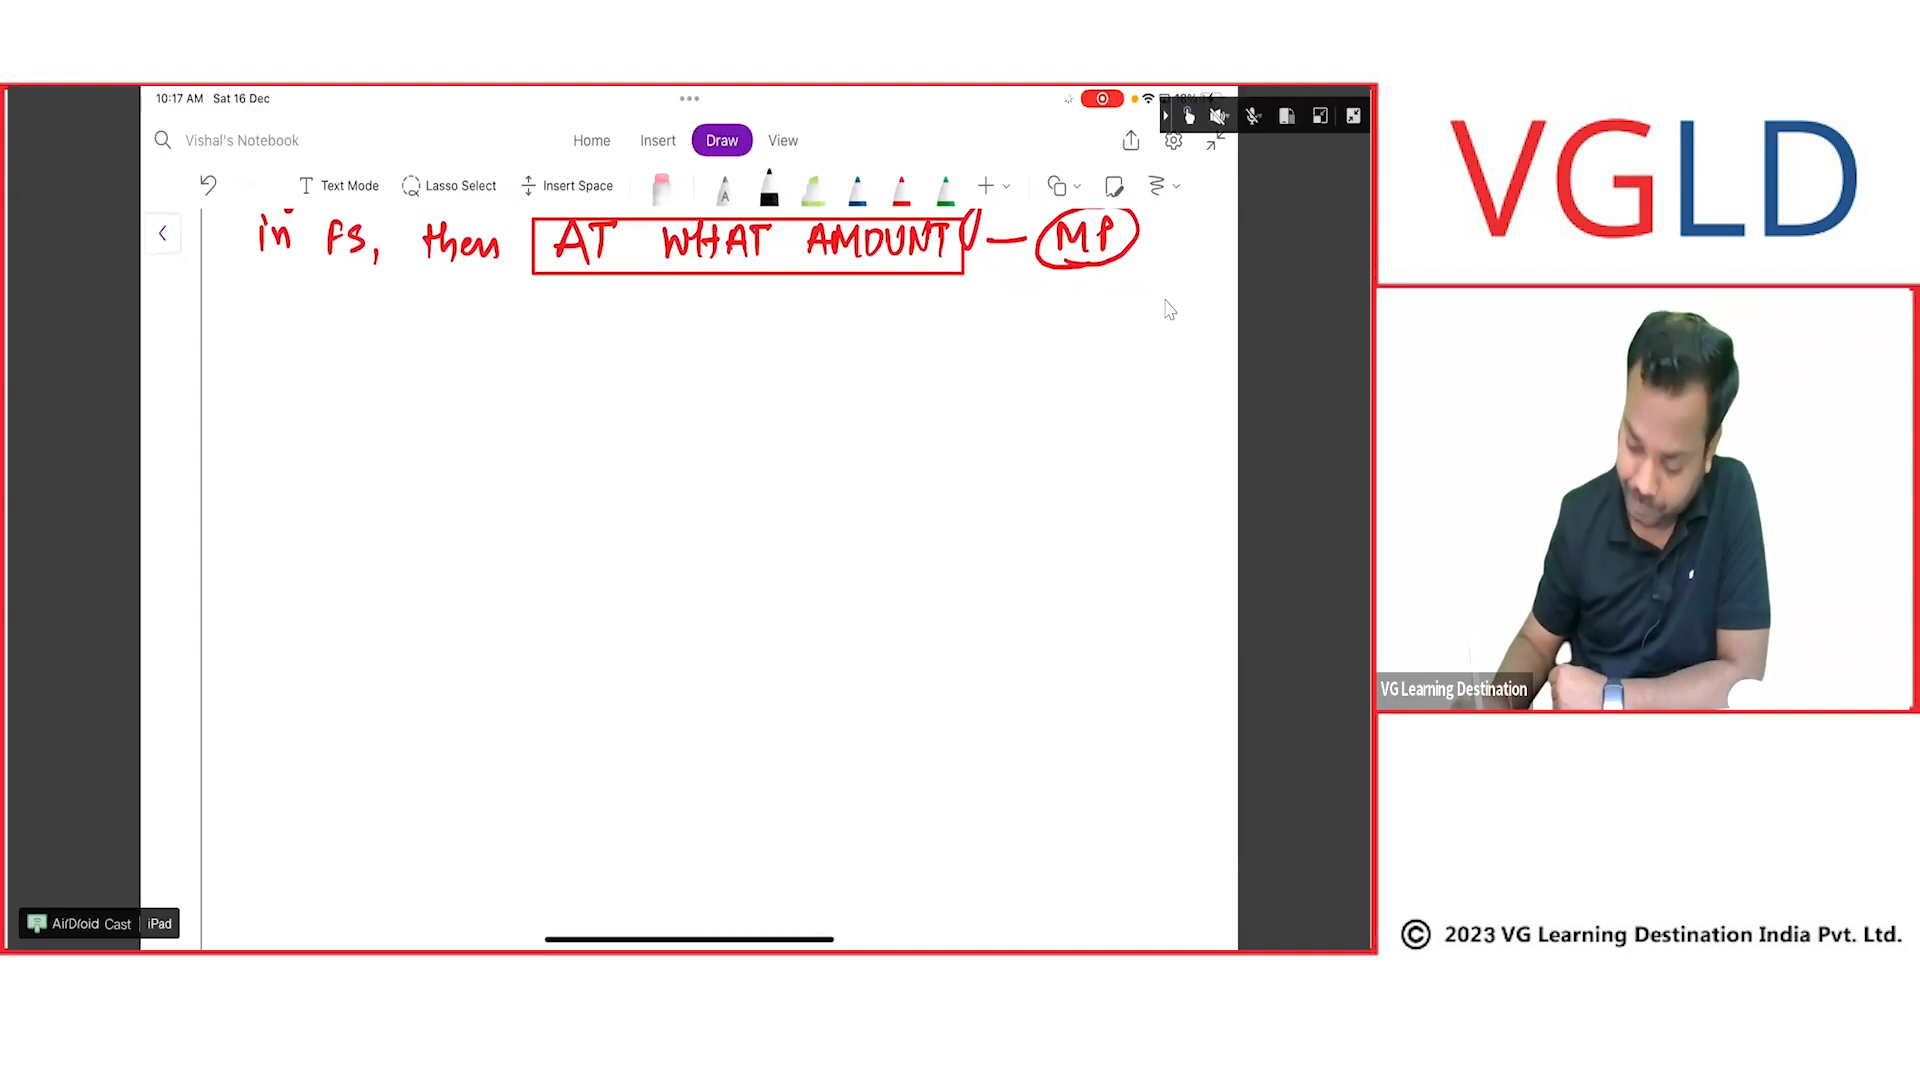 10:17 AM Sat 16 Dec
18%
Vishal's Notebook
Home Insert Draw View
Text Mode Lasso Select Insert Space
A
in FS, then AT WHAT AMOUNT — MP
VGLD
VG Learning Destination
AirDroid Cast iPad
© 2023 VG Learning Destination India Pvt. Ltd.